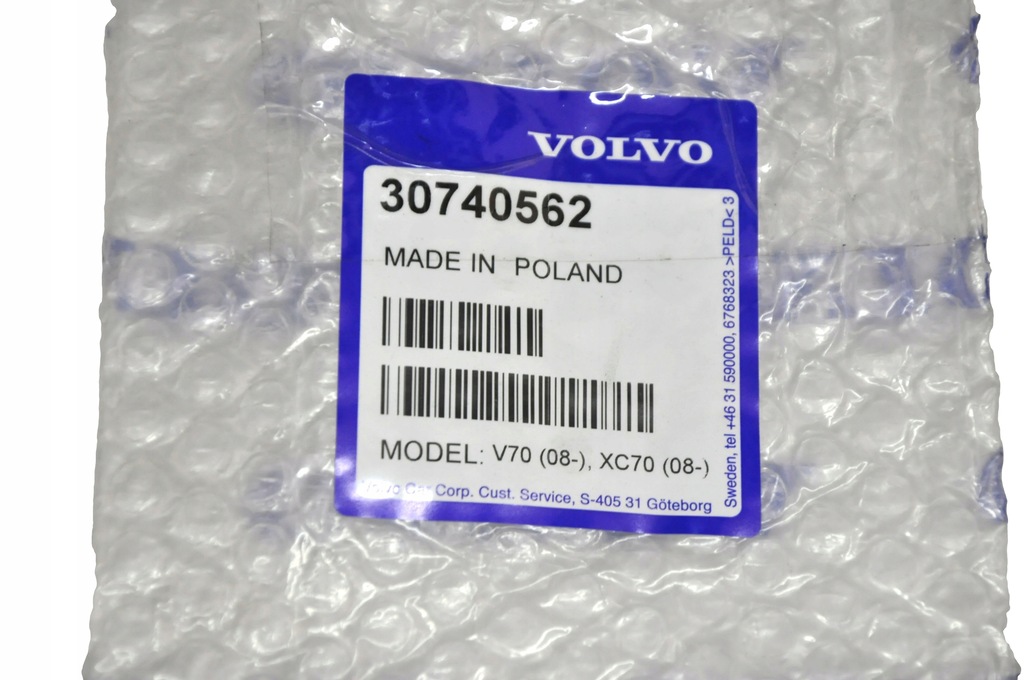 VOLVO
30740562
MADE IN POLAND
MODEL: V70 (08-), XC70 (08-)
Volvo Car Corp. Cust. Service, S-405 31 Göteborg
Sweden, tel +46 31 590000, 6768323 >PELD< 3